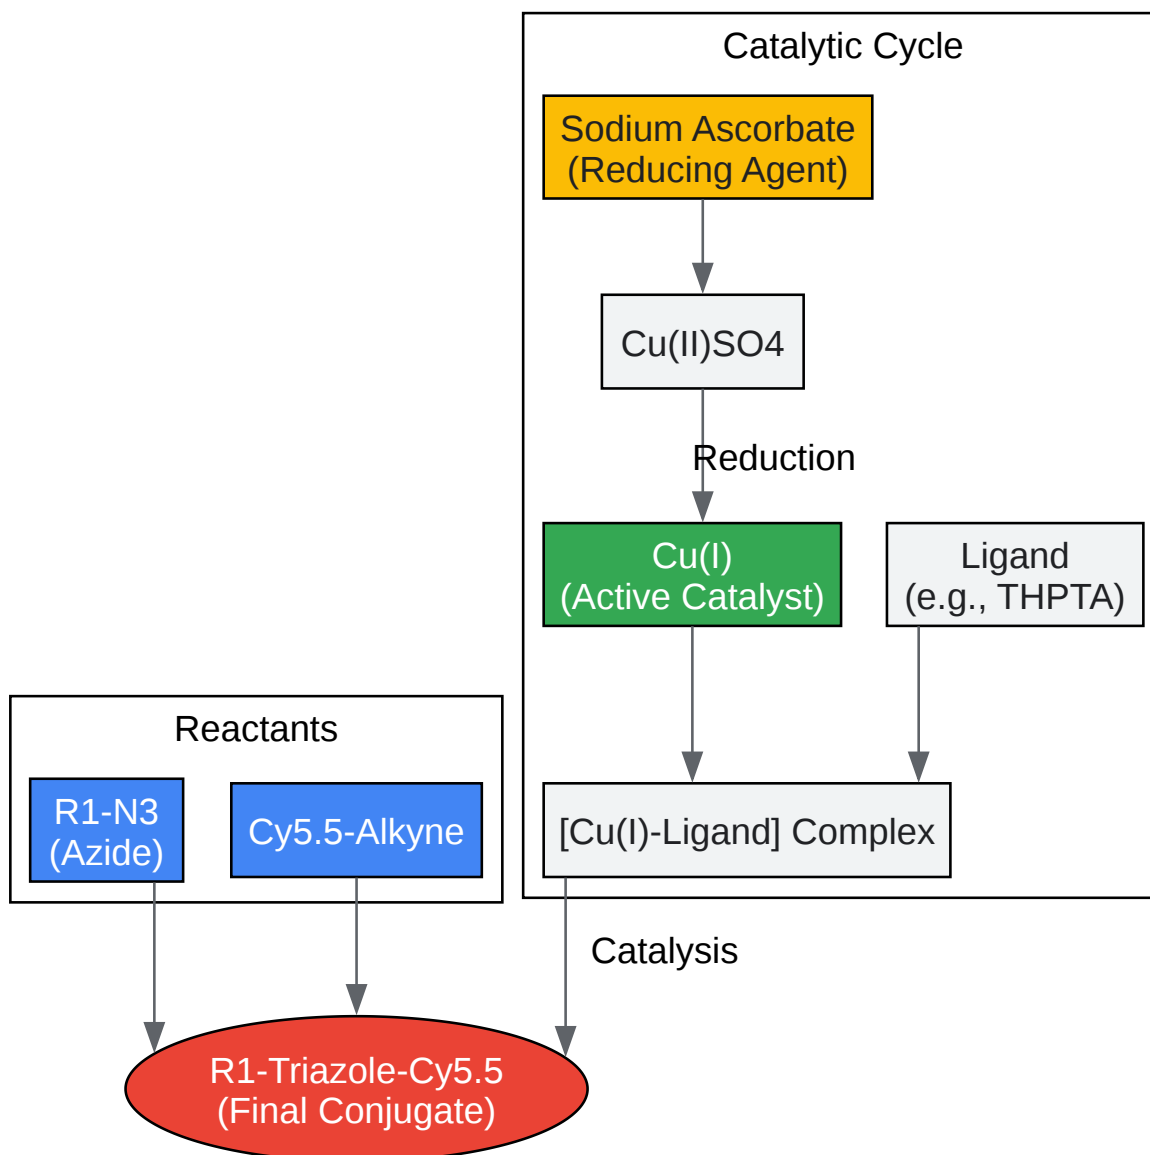 Catalytic Cycle
Sodium Ascorbate
(Reducing Agent)
Cu(II)SO4
Reduction
Cu(I)
(Active Catalyst)
Ligand
(e.g., THPTA)
Reactants
R1-N3
(Azide)
Cy5.5-Alkyne
[Cu(I)-Ligand] Complex
Catalysis
R1-Triazole-Cy5.5
(Final Conjugate)